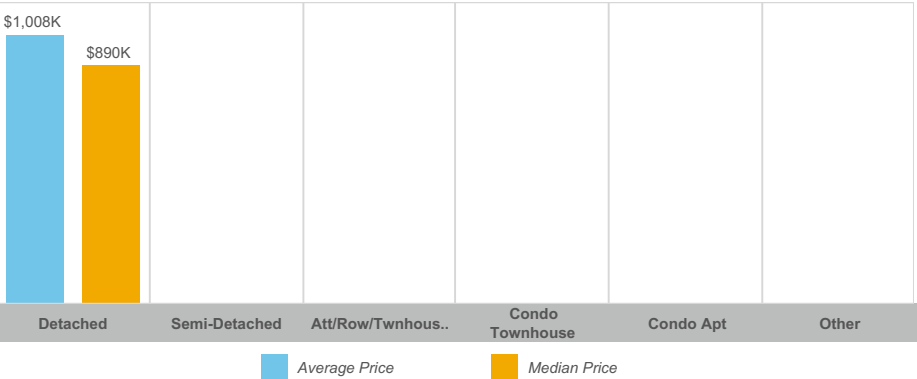 $1,008K
$890K
Detached
Semi-Detached
Att/Row/Twnhous..
Condo
Townhouse
Condo Apt
Other
Average Price
Median Price